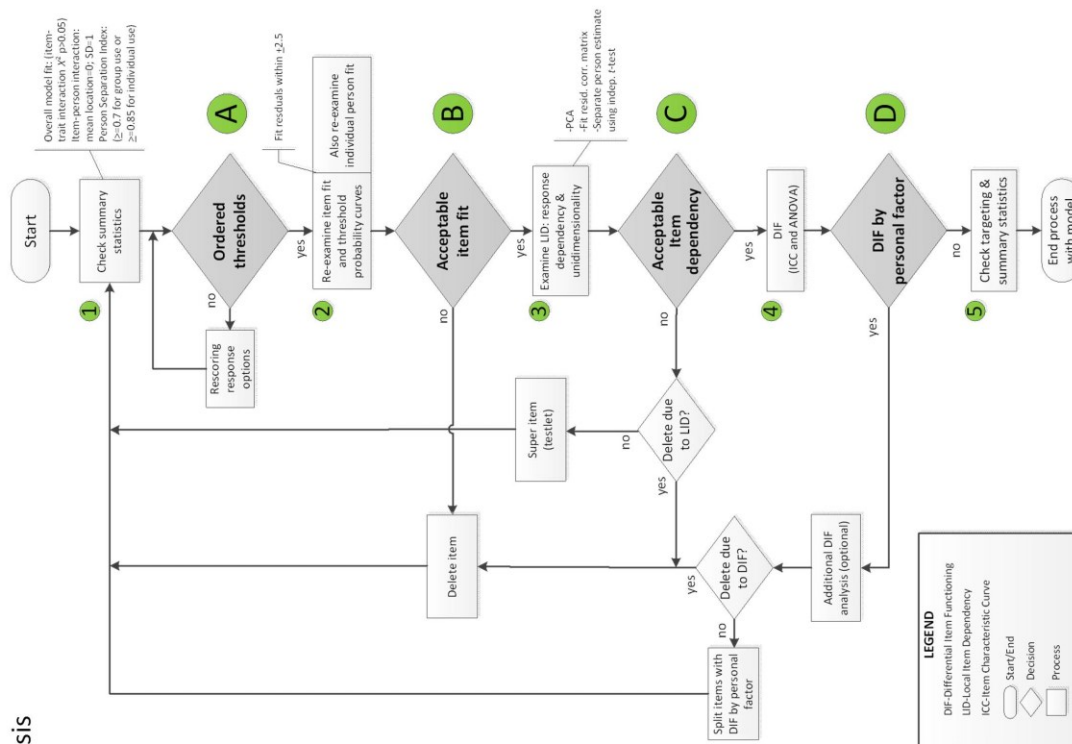 sis
Start
Overall model fit: (item-
trait interaction X² p>0.05)
Item-person interaction:
mean location=0; SD=1
Person Separation Index:
(≥=0.7 for group use or
≥=0.85 for individual use)
1
Check summary
statistics
A
Ordered
thresholds
no
Rescoring
response
options
yes
Fit resduals within ±2.5
2
Re-examine item fit
and threshold
probability curves
Also re-examine
individual person fit
B
Acceptable
item fit
no
yes
-PCA
-Fit resid. corr. matrix
-Separate person estimate
using indep. t-test
3
Examine LID: response
dependency &
unidimensionality
Super item
(testlet)
C
Acceptable
Item
dependency
no
Delete due
to LID?
no
yes
yes
4
DIF
(ICC and ANOVA)
Delete item
D
DIF by
personal factor
yes
no
Additional DIF
analysis (optional)
Delete due
to DIF?
yes
no
Split items with
DIF by personal
factor
5
Check targeting &
summary statistics
End process
with model
LEGEND
DIF-Differential Item Functioning
LID-Local Item Dependency
ICC-Item Characteristic Curve
Start/End
Decision
Process